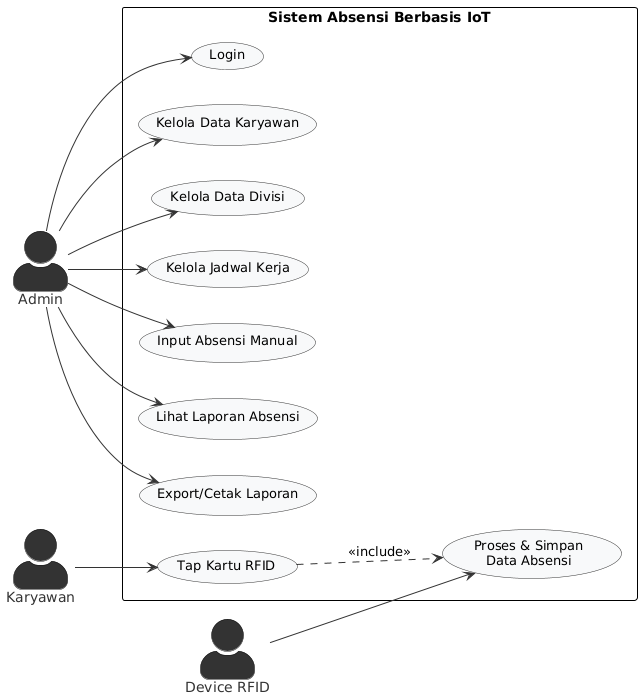 Sistem Absensi Berbasis IoT
Login
Kelola Data Karyawan
Kelola Data Divisi
Kelola Jadwal Kerja
Admin
Input Absensi Manual
Lihat Laporan Absensi
Export/Cetak Laporan
Tap Kartu RFID
«include»
Proses & Simpan
Data Absensi
Karyawan
Device RFID